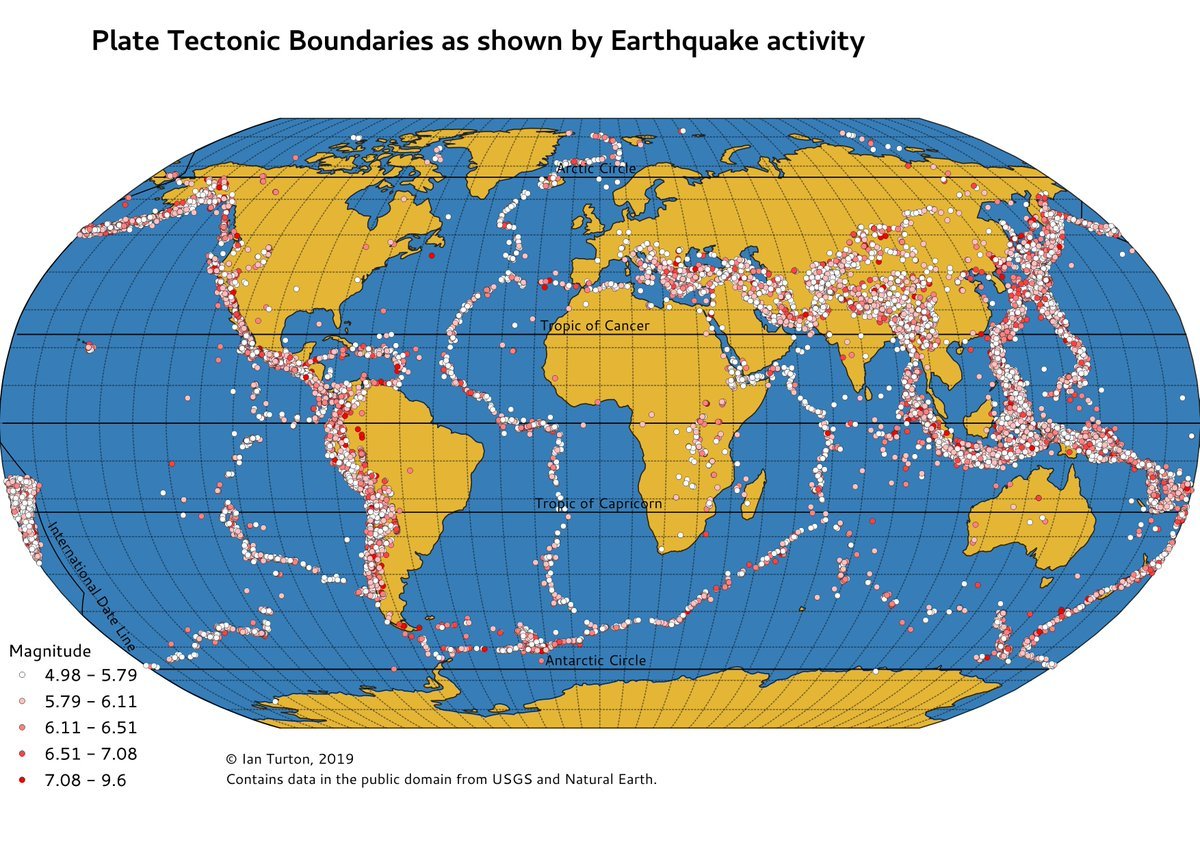 Plate Tectonic Boundaries as shown by Earthquake activity
Arctic Circle
Tropic of Cancer
Tropic of Capricorn
International Date Line
Antarctic Circle
Magnitude
4.98 – 5.79
5.79 – 6.11
6.11 – 6.51
6.51 – 7.08
7.08 – 9.6
© Ian Turton, 2019
Contains data in the public domain from USGS and Natural Earth.